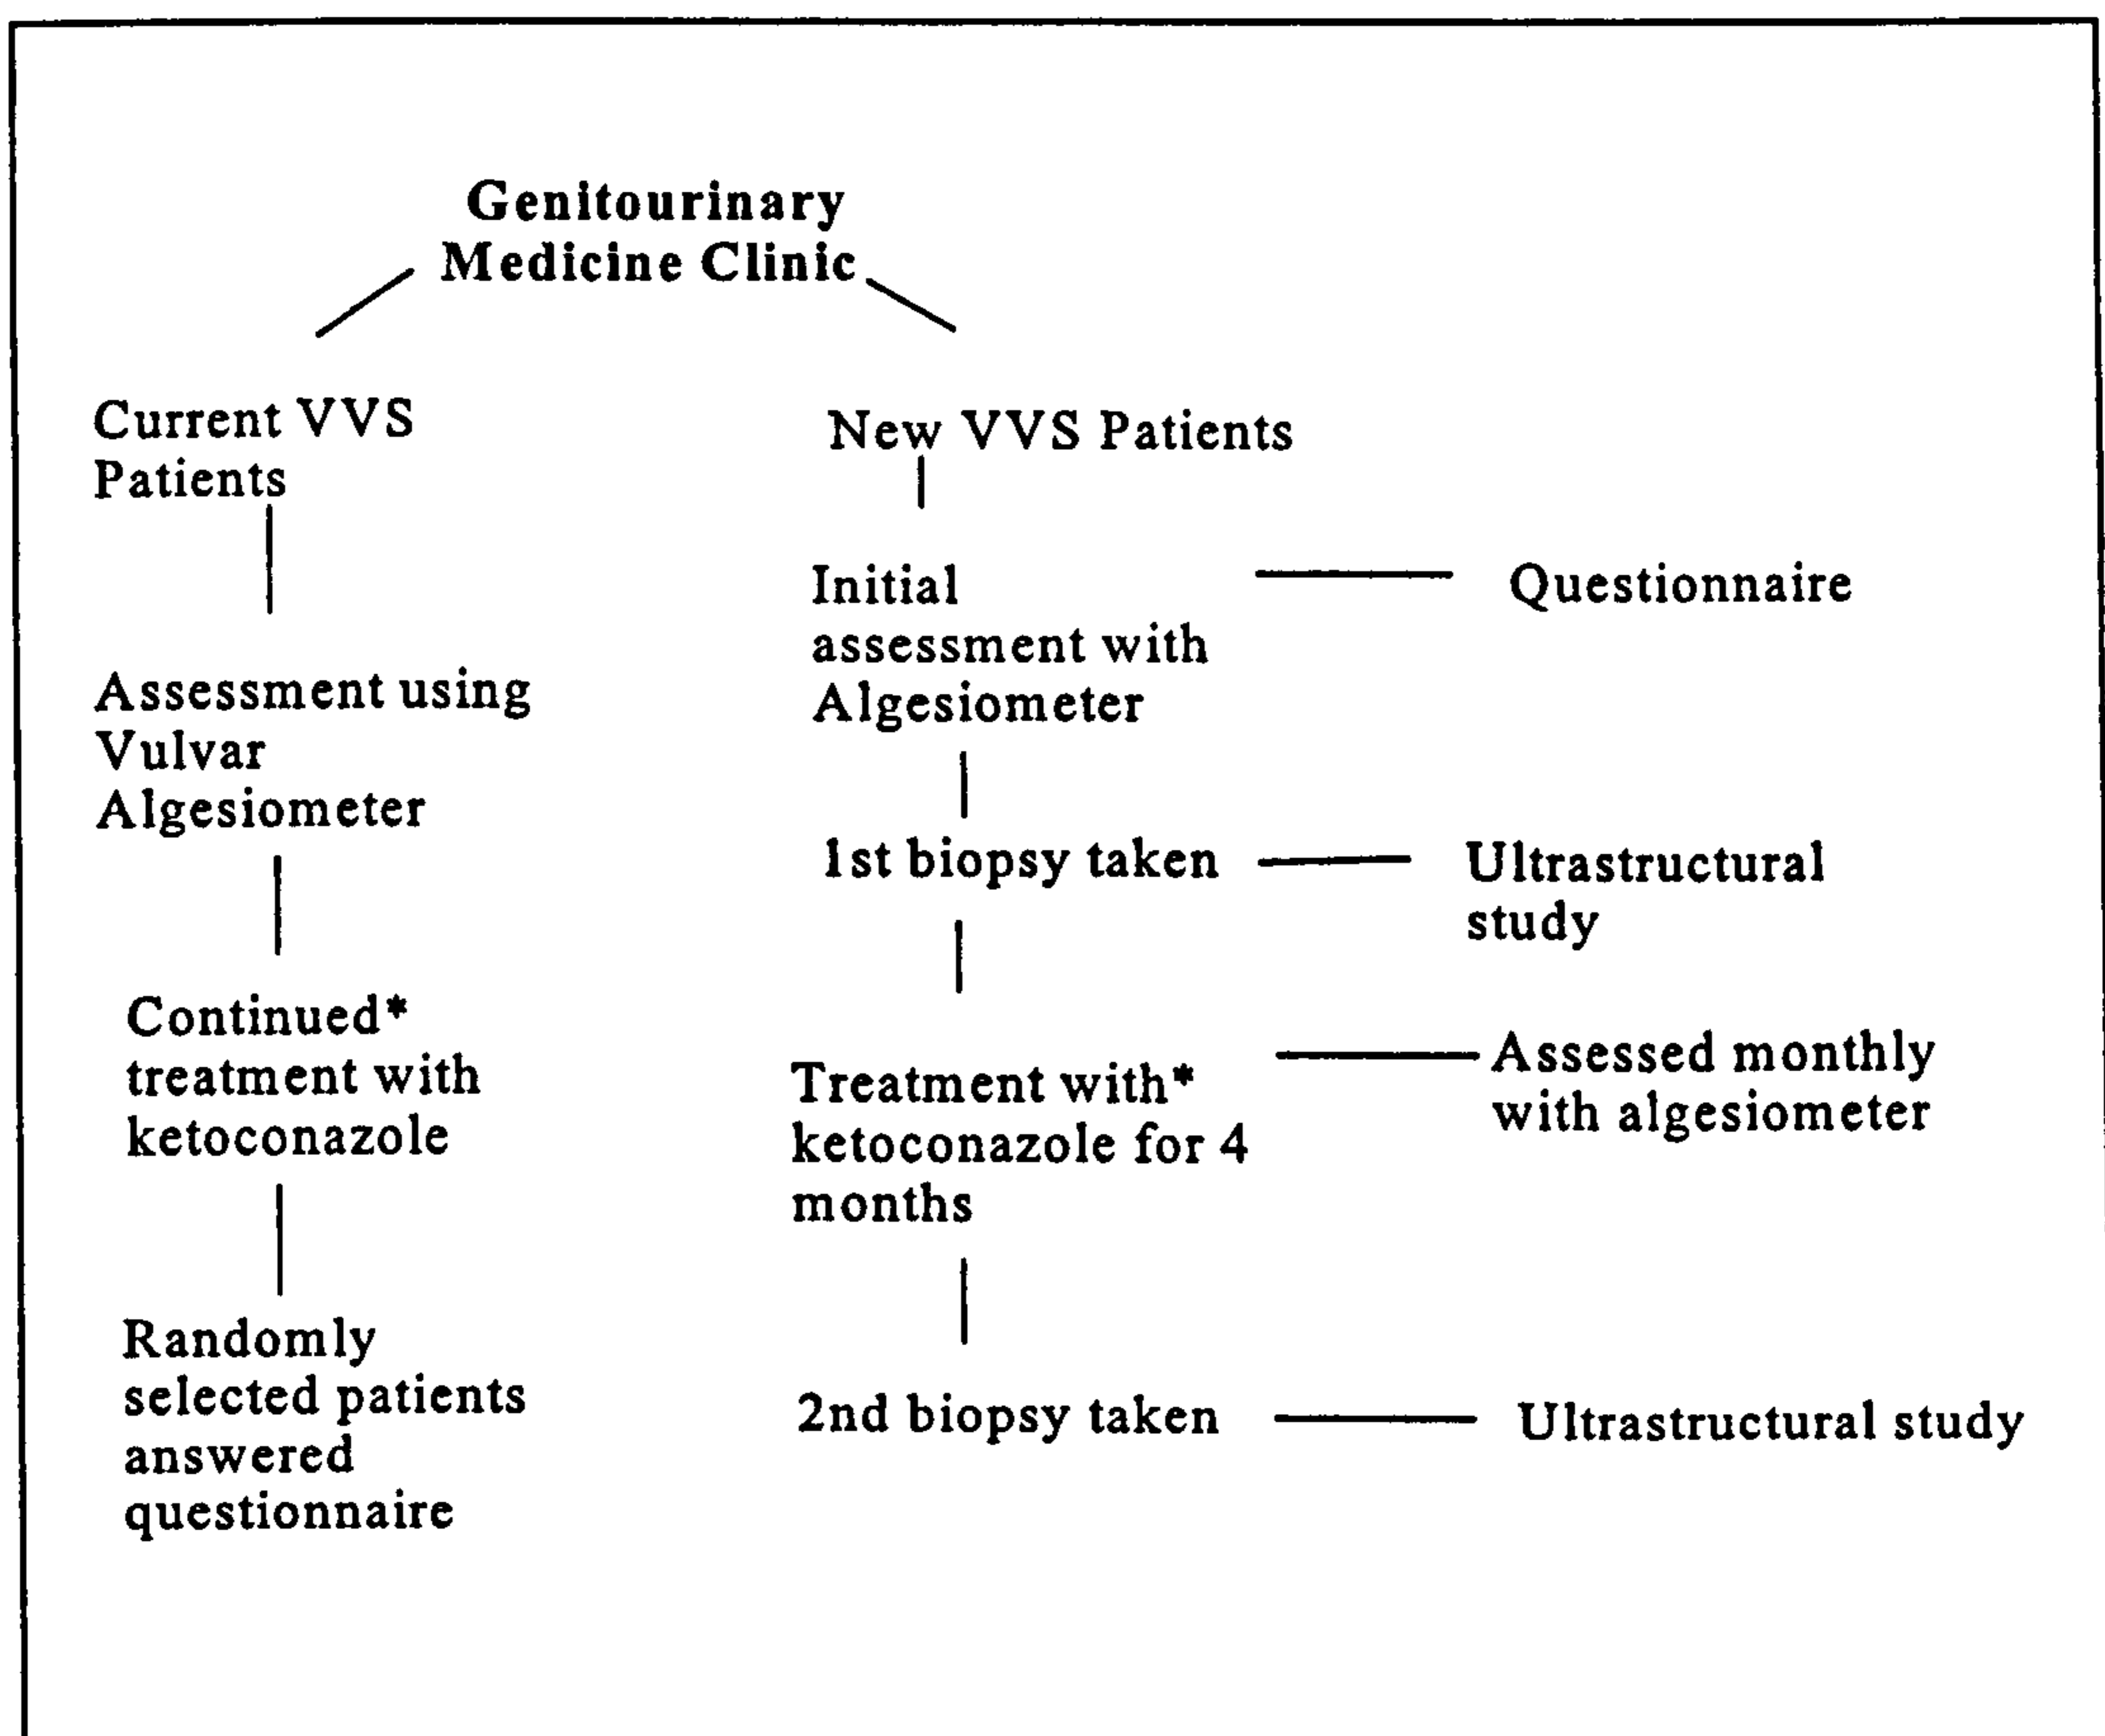 Genitourinary
Medicine Clinic
Current VVS
Patients
Assessment using
Vulvar
Algesiometer
Continued*
treatment with
ketoconazole
Randomly
selected patients
answered
questionnaire
New VVS Patients
Initial
assessment with
Algesiometer
Questionnaire
1st biopsy taken
Ultrastructural
study
Treatment with*
ketoconazole for 4
months
Assessed monthly
with algesiometer
2nd biopsy taken
Ultrastructural study